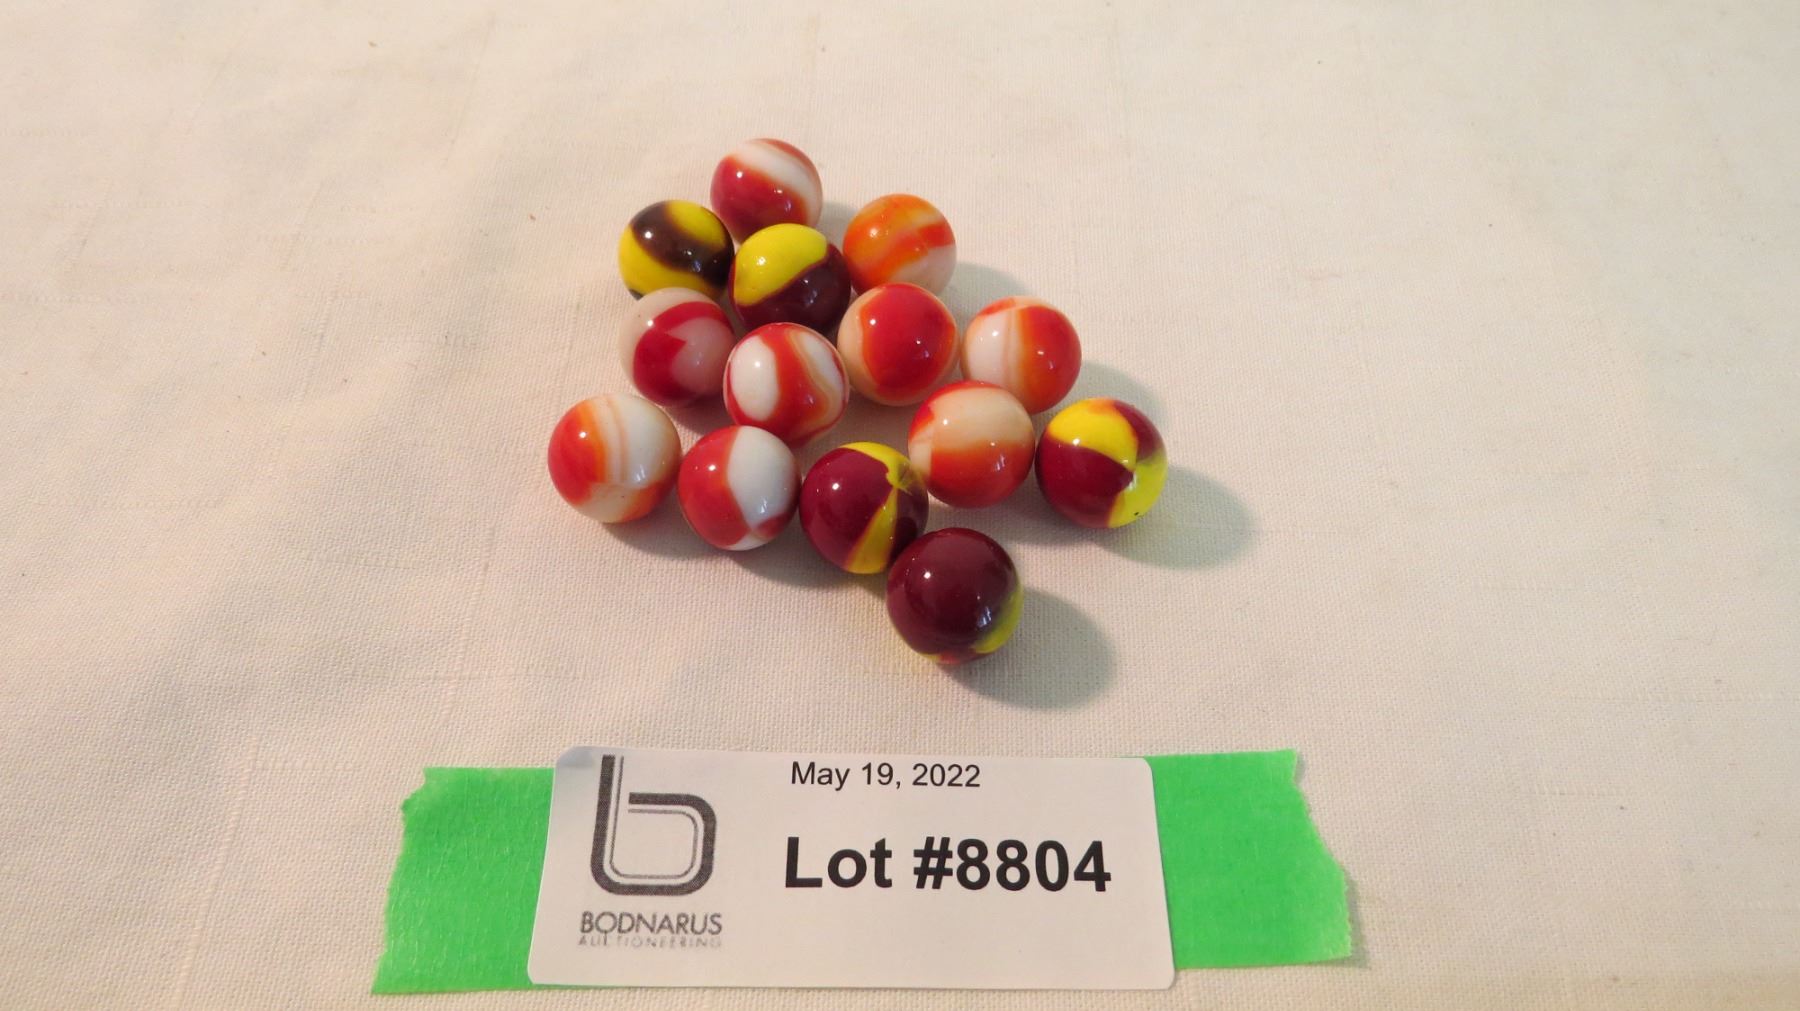 May 19, 2022
Lot #8804
BODNARUS
AUCTIONEERING